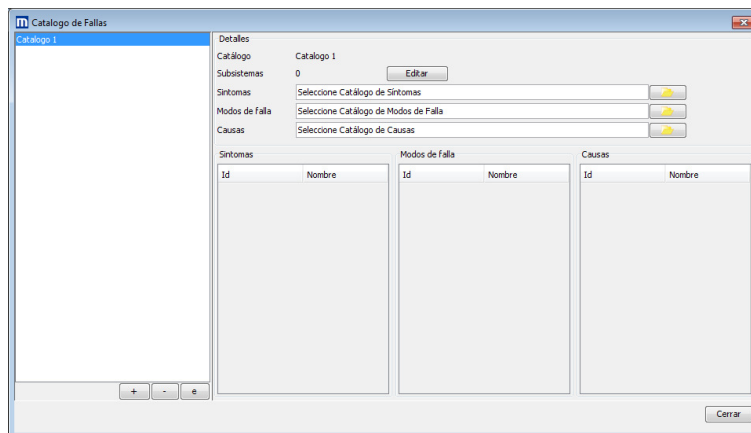 m Catalogo de Fallas
Catalogo 1
Detalles
Catálogo Catalogo 1
Subsistemas 0 Editar
Sintomas Seleccione Catálogo de Síntomas
Modos de falla Seleccione Catálogo de Modos de Falla
Causas Seleccione Catálogo de Causas
Sintomas Modos de falla Causas
Id Nombre Id Nombre Id Nombre
+ - e
Cerrar